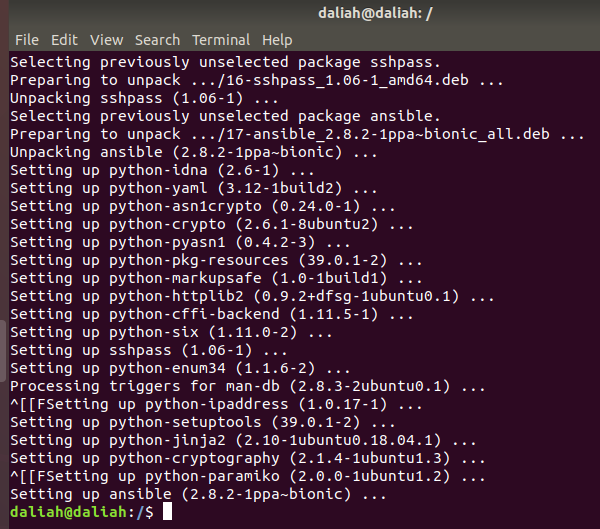 daliah@daliah: /
File Edit View Search Terminal Help
Selecting previously unselected package sshpass.
Preparing to unpack .../16-sshpass_1.06-1_amd64.deb ...
Unpacking sshpass (1.06-1) ...
Selecting previously unselected package ansible.
Preparing to unpack .../17-ansible_2.8.2-1ppa~bionic_all.deb ...
Unpacking ansible (2.8.2-1ppa~bionic) ...
Setting up python-idna (2.6-1) ...
Setting up python-yaml (3.12-1build2) ...
Setting up python-asn1crypto (0.24.0-1) ...
Setting up python-crypto (2.6.1-8ubuntu2) ...
Setting up python-pyasn1 (0.4.2-3) ...
Setting up python-pkg-resources (39.0.1-2) ...
Setting up python-markupsafe (1.0-1build1) ...
Setting up python-httplib2 (0.9.2+dfsg-1ubuntu0.1) ...
Setting up python-cffi-backend (1.11.5-1) ...
Setting up python-six (1.11.0-2) ...
Setting up sshpass (1.06-1) ...
Setting up python-enum34 (1.1.6-2) ...
Processing triggers for man-db (2.8.3-2ubuntu0.1) ...
^[[FSetting up python-ipaddress (1.0.17-1) ...
Setting up python-setuptools (39.0.1-2) ...
Setting up python-jinja2 (2.10-1ubuntu0.18.04.1) ...
Setting up python-cryptography (2.1.4-1ubuntu1.3) ...
^[[FSetting up python-paramiko (2.0.0-1ubuntu1.2) ...
Setting up ansible (2.8.2-1ppa~bionic) ...
daliah@daliah:/$